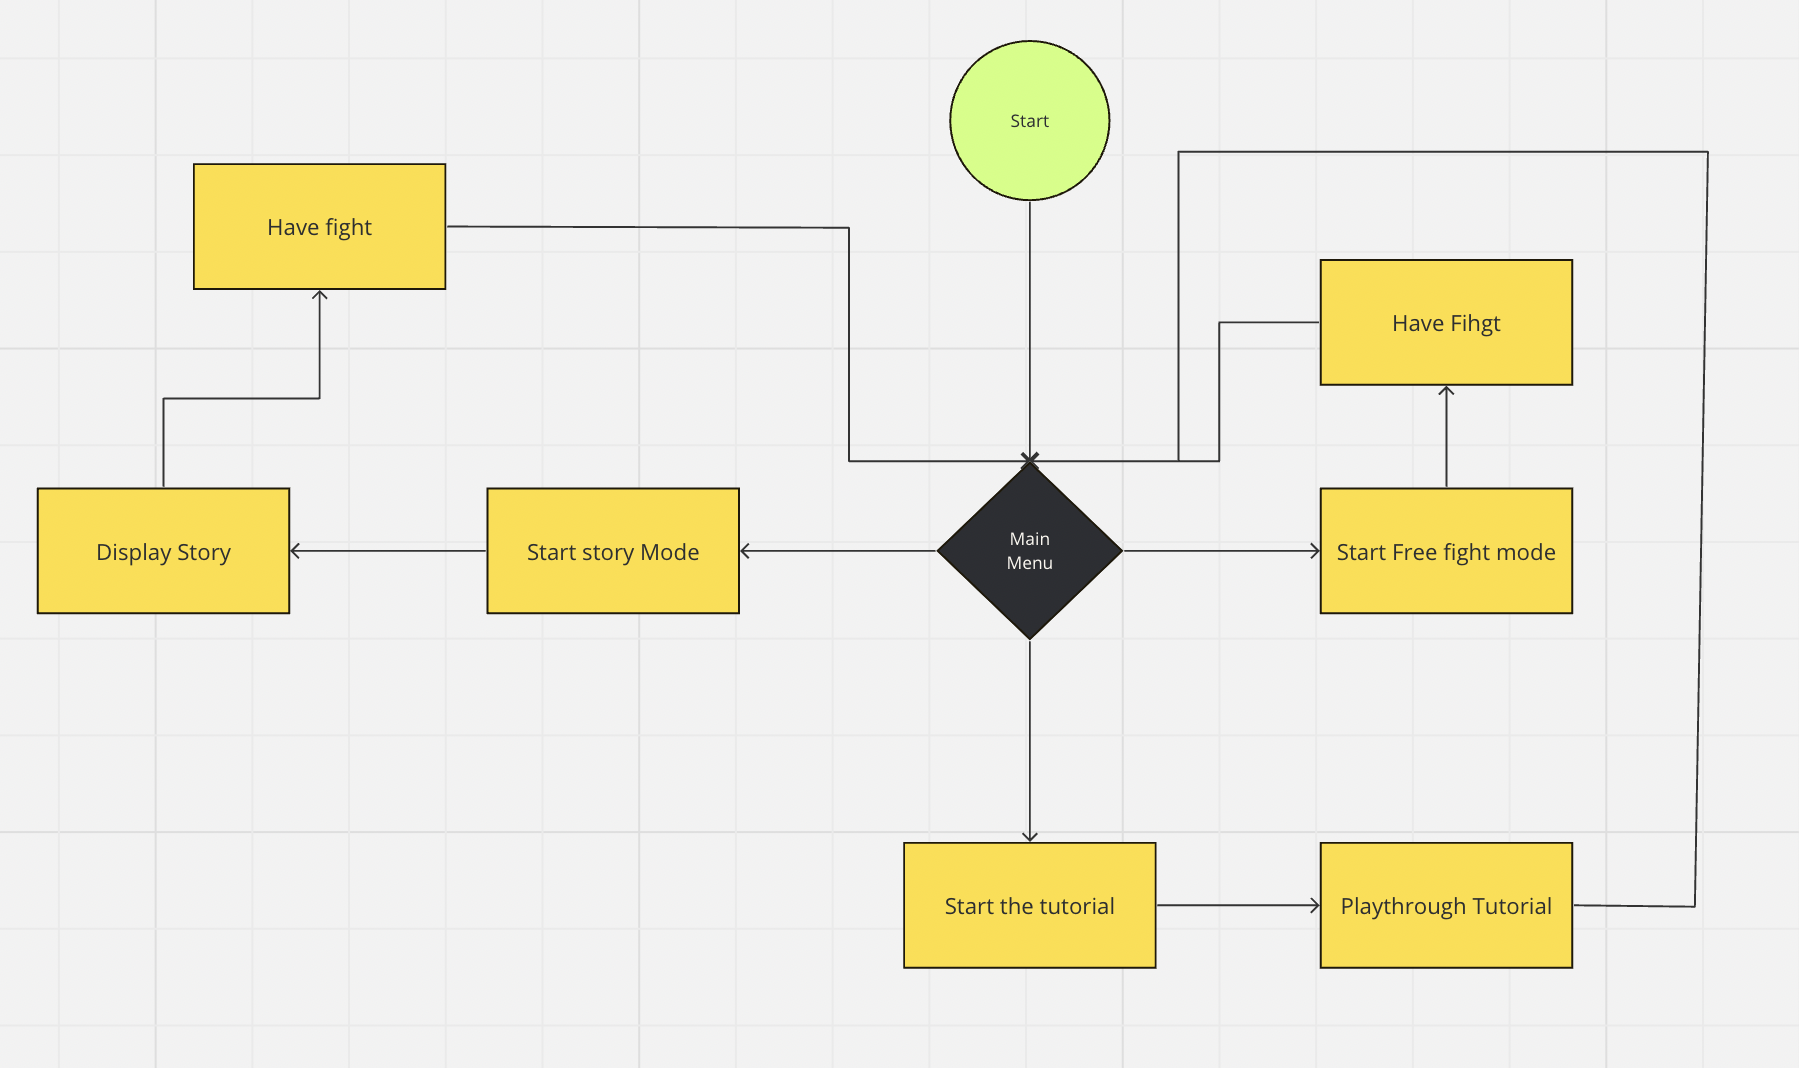 Start
Have fight
Have Fihgt
Main
Menu
Display Story
Start story Mode
Start Free fight mode
Start the tutorial
Playthrough Tutorial